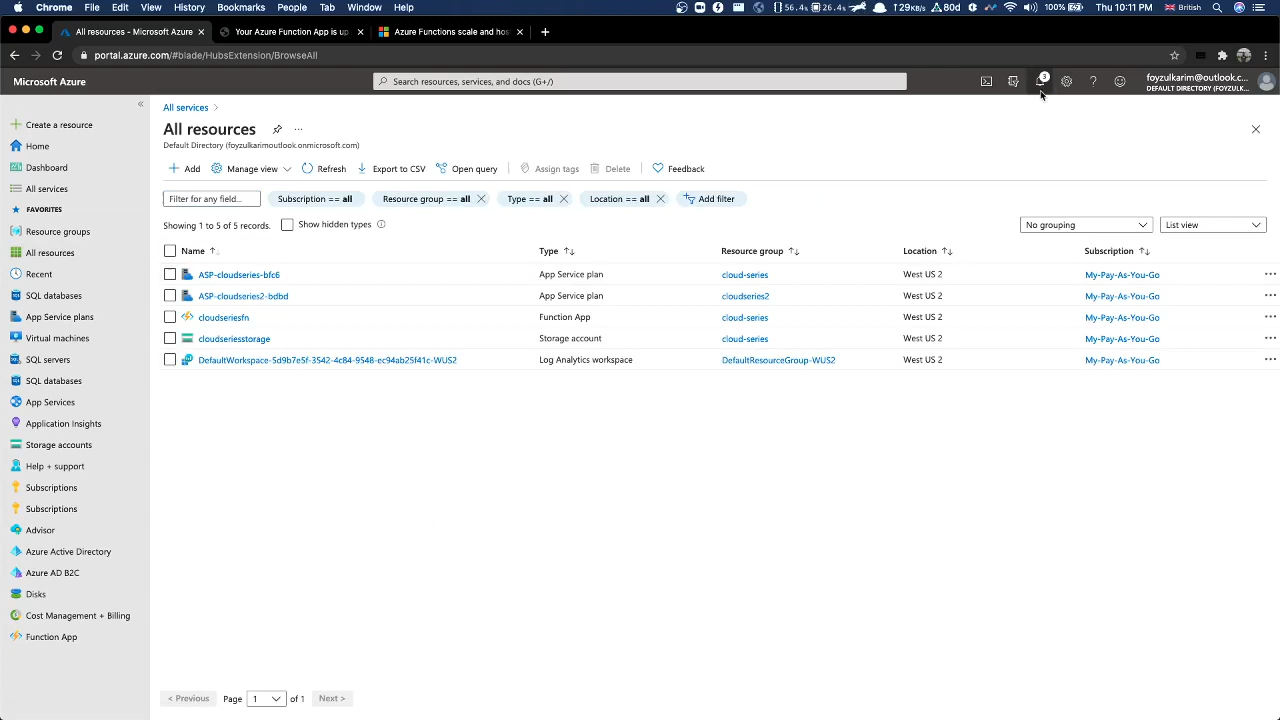 Chrome File Edit View History Bookmarks People Tab Window Help
56.4k 26.4k 129KB/s 80d 100% Thu 10:11 PM British
All resources - Microsoft Azure
Your Azure Function App is up
Azure Functions scale and hos
portal.azure.com/#blade/HubsExtension/BrowseAll
Microsoft Azure
Search resources, services, and docs (G+/)
3
foyzulkarim@outlook.c...
DEFAULT DIRECTORY (FOYZULK...
Create a resource
Home
Dashboard
All services
FAVORITES
Resource groups
All resources
Recent
SQL databases
App Service plans
Virtual machines
SQL servers
SQL databases
App Services
Application Insights
Storage accounts
Help + support
Subscriptions
Subscriptions
Advisor
Azure Active Directory
Azure AD B2C
Disks
Cost Management + Billing
Function App
All services >
All resources ...
Default Directory (foyzulkarimoutlook.onmicrosoft.com)
Add Manage view Refresh Export to CSV Open query Assign tags Delete Feedback
Filter for any field... Subscription == all Resource group == all Type == all Location == all Add filter
Showing 1 to 5 of 5 records. Show hidden types No grouping List view
Name Type Resource group Location Subscription
ASP-cloudseries-bfc6 App Service plan cloud-series West US 2 My-Pay-As-You-Go
ASP-cloudseries2-bdbd App Service plan cloudseries2 West US 2 My-Pay-As-You-Go
cloudseriesfn Function App cloud-series West US 2 My-Pay-As-You-Go
cloudseriesstorage Storage account cloud-series West US 2 My-Pay-As-You-Go
DefaultWorkspace-5d9b7e5f-3542-4c84-9548-ec94ab25f41c-WUS2 Log Analytics workspace DefaultResourceGroup-WUS2 West US 2 My-Pay-As-You-Go
< Previous Page 1 of 1 Next >